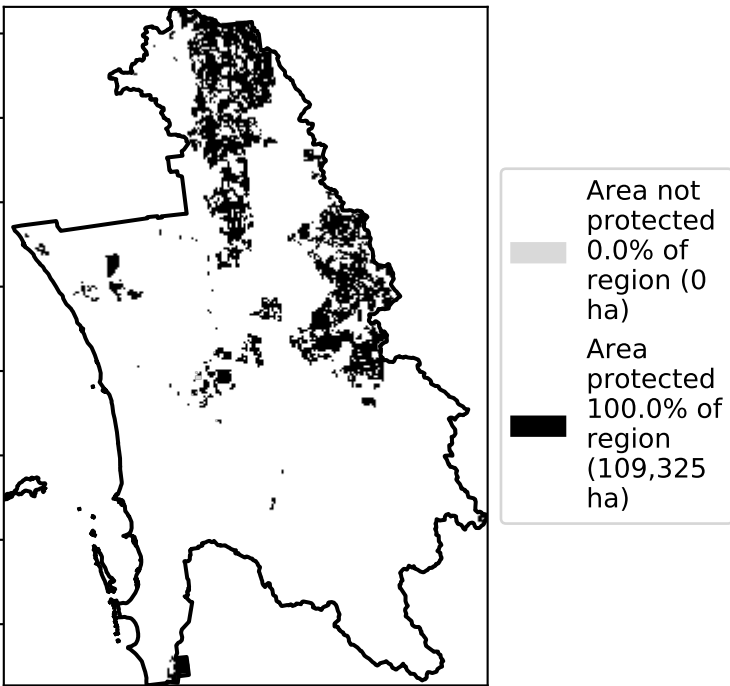 Area not
protected
0.0% of
region (0
ha)
Area
protected
100.0% of
region
(109,325
ha)